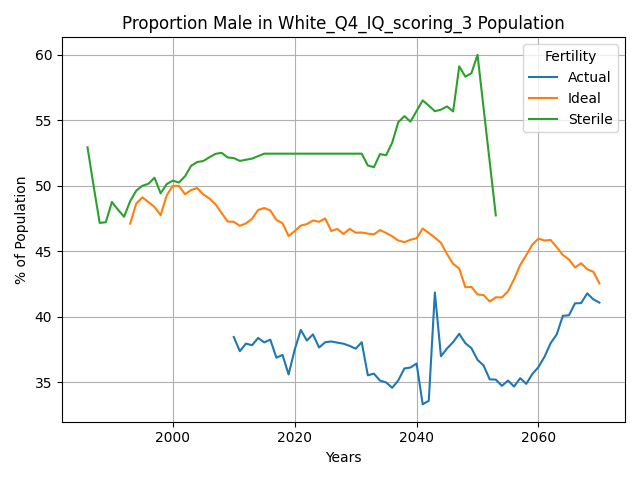 Proportion Male in White_Q4_IQ_scoring_3 Population
Fertility
Actual
Ideal
Sterile
% of Population
60
55
50
45
40
35
2000
2020
2040
2060
Years